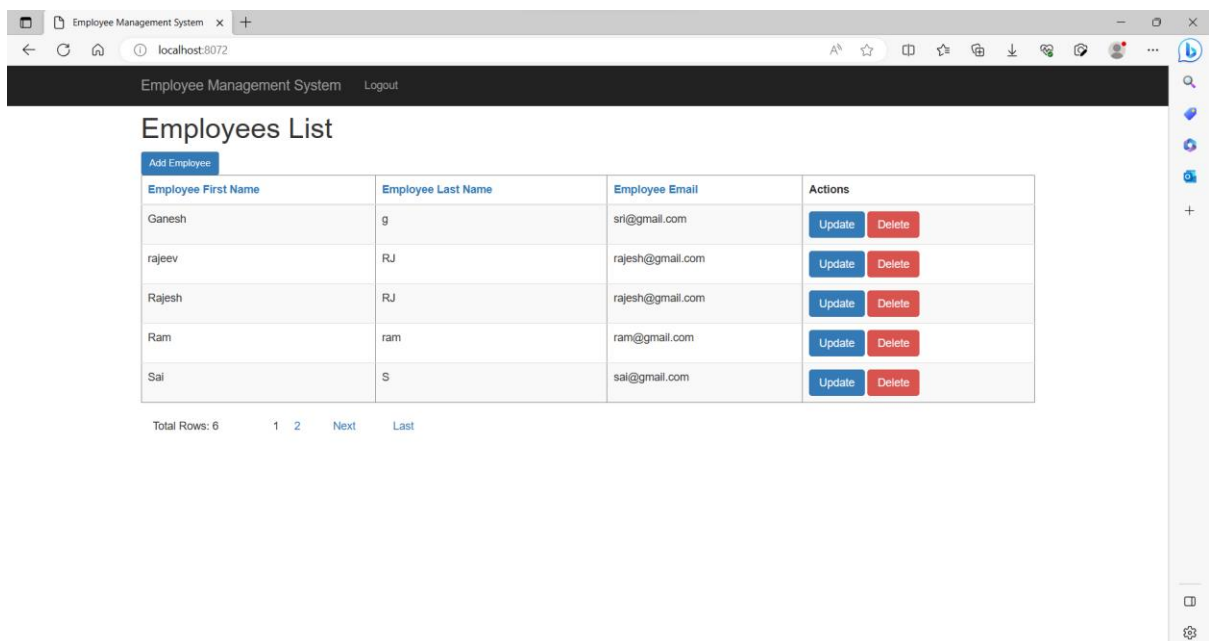 Employee Management System
localhost:8072
Employee Management System Logout
Employees List
Add Employee
Employee First Name Employee Last Name Employee Email Actions
Ganesh g sri@gmail.com Update Delete
rajeev RJ rajesh@gmail.com Update Delete
Rajesh RJ rajesh@gmail.com Update Delete
Ram ram ram@gmail.com Update Delete
Sai S sai@gmail.com Update Delete
Total Rows: 6 1 2 Next Last